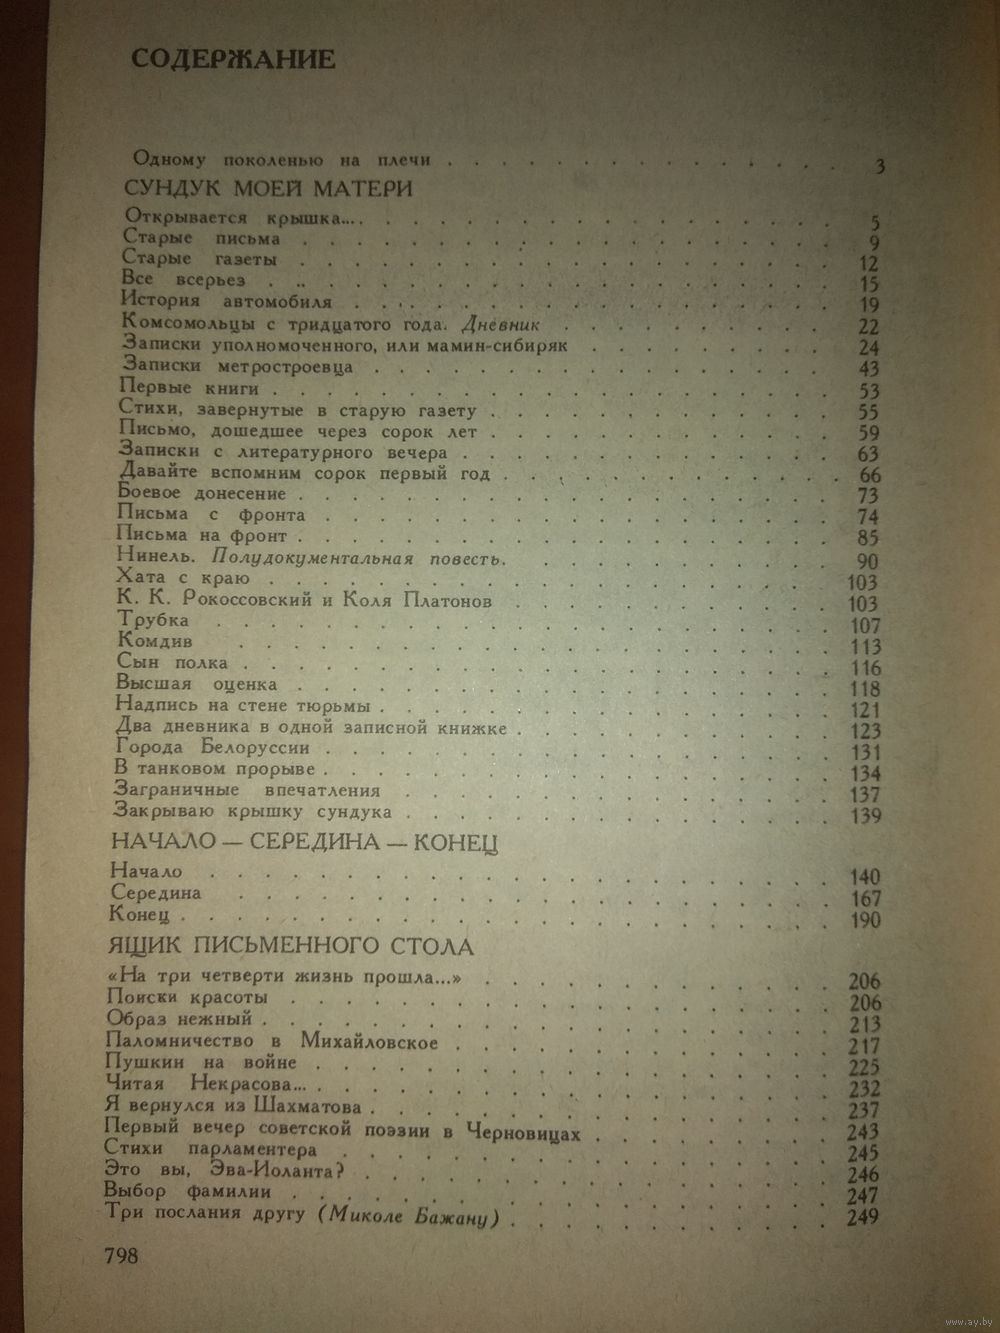 СОДЕРЖАНИЕ
Одному поколенью на плечи . . . . . . . . . . . . . . . 3
СУНДУК МОЕЙ МАТЕРИ
Открывается крышка... . . . . . . . . . . . . . . . . . 5
Старые письма . . . . . . . . . . . . . . . . . . . . 9
Старые газеты . . . . . . . . . . . . . . . . . . . . 12
Все всерьез . . . . . . . . . . . . . . . . . . . . . 15
История автомобиля . . . . . . . . . . . . . . . . . . 19
Комсомольцы с тридцатого года. Дневник . . . . . . . . . . 22
Записки уполномоченного, или мамин-сибиряк . . . . . . . . . 24
Записки метростроевца . . . . . . . . . . . . . . . . . 43
Первые книги . . . . . . . . . . . . . . . . . . . . . 53
Стихи, завернутые в старую газету . . . . . . . . . . . . . 55
Письмо, дошедшее через сорок лет . . . . . . . . . . . . . 59
Записки с литературного вечера . . . . . . . . . . . . . . 63
Давайте вспомним сорок первый год . . . . . . . . . . . . . 66
Боевое донесение . . . . . . . . . . . . . . . . . . . . 73
Письма с фронта . . . . . . . . . . . . . . . . . . . 74
Письма на фронт . . . . . . . . . . . . . . . . . . . . 85
Нинель. Полудокументальная повесть. . . . . . . . . . . . 90
Хата с краю . . . . . . . . . . . . . . . . . . . . . 103
К. К. Рокоссовский и Коля Платонов . . . . . . . . . . . . 103
Трубка . . . . . . . . . . . . . . . . . . . . . . . 107
Комдив . . . . . . . . . . . . . . . . . . . . . . 113
Сын полка . . . . . . . . . . . . . . . . . . . . . . 116
Высшая оценка . . . . . . . . . . . . . . . . . . . . 118
Надпись на стене тюрьмы . . . . . . . . . . . . . . . . . 121
Два дневника в одной записной книжке . . . . . . . . . . . . 123
Города Белоруссии . . . . . . . . . . . . . . . . . . . 131
В танковом прорыве . . . . . . . . . . . . . . . . . . . 134
Заграничные впечатления . . . . . . . . . . . . . . . . 137
Закрываю крышку сундука . . . . . . . . . . . . . . . . 139
НАЧАЛО — СЕРЕДИНА — КОНЕЦ
Начало . . . . . . . . . . . . . . . . . . . . . . . 140
Середина . . . . . . . . . . . . . . . . . . . . . . 167
Конец . . . . . . . . . . . . . . . . . . . . . . . . 190
ЯЩИК ПИСЬМЕННОГО СТОЛА
«На три четверти жизнь прошла...» . . . . . . . . . . . . . 206
Поиски красоты . . . . . . . . . . . . . . . . . . . . 206
Образ нежный . . . . . . . . . . . . . . . . . . . . . 213
Паломничество в Михайловское . . . . . . . . . . . . . . 217
Пушкин на войне . . . . . . . . . . . . . . . . . . . 225
Читая Некрасова... . . . . . . . . . . . . . . . . . . . 232
Я вернулся из Шахматова . . . . . . . . . . . . . . . . . 237
Первый вечер советской поэзии в Черновицах . . . . . . . . . 243
Стихи парламентера . . . . . . . . . . . . . . . . . . 245
Это вы, Эва-Иоланта? . . . . . . . . . . . . . . . . . 246
Выбор фамилии . . . . . . . . . . . . . . . . . . . . 247
Три послания другу (Миколе Бажану) . . . . . . . . . . . . 249
798
www.ay.by